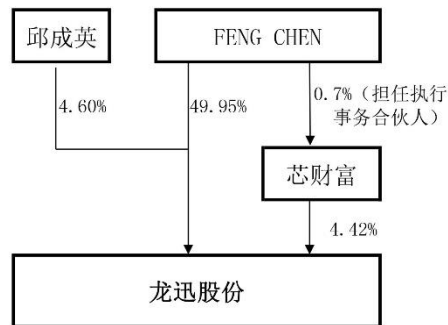 邱成英
FENG CHEN
4.60%
49.95%
0.7%（担任执行
事务合伙人）
芯财富
4.42%
龙迅股份